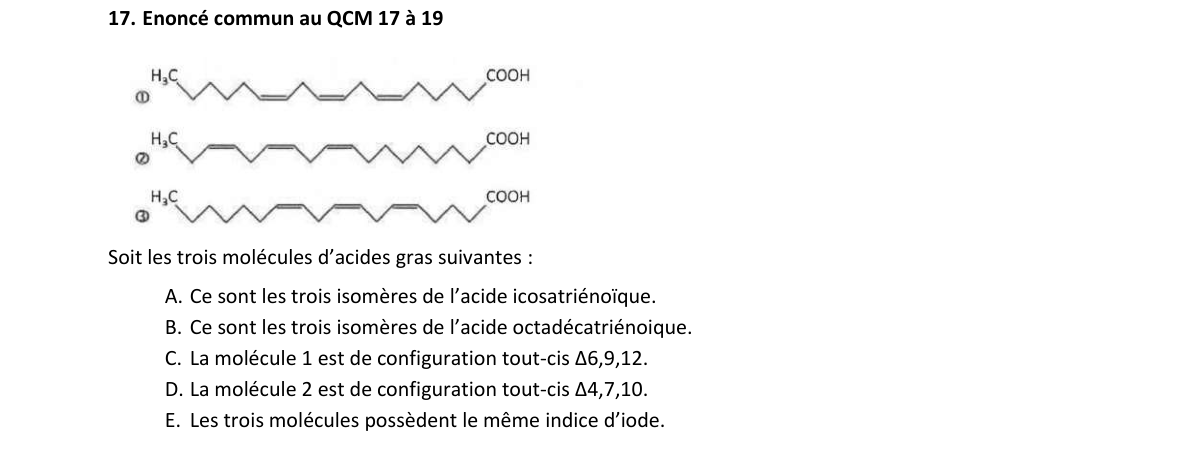 17. Enoncé commun au QCM 17 à 19
H₃C COOH
①
H₃C COOH
②
H₃C COOH
③
Soit les trois molécules d’acides gras suivantes :
A. Ce sont les trois isomères de l’acide icosatriénoïque.
B. Ce sont les trois isomères de l’acide octadécatriénoique.
C. La molécule 1 est de configuration tout-cis Δ6,9,12.
D. La molécule 2 est de configuration tout-cis Δ4,7,10.
E. Les trois molécules possèdent le même indice d’iode.